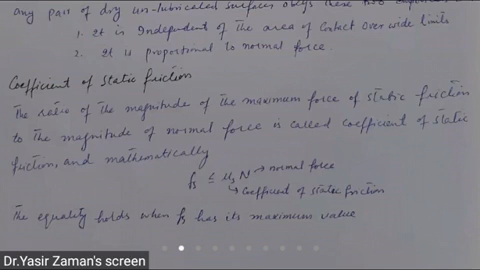 any pair of dry un-lubricated surfaces obeys these two
1. It is Independent of the area of Contact over wide limits
2. It is proportional to normal force.
Coefficient of static friction
The ratio of the magnitude of the maximum force of static friction
to the magnitude of normal force is called coefficient of static
friction, and mathematically
fs ≤ μs N → normal force
↳ Coefficient of static friction
The equality holds when fs has its maximum value
Dr.Yasir Zaman's screen